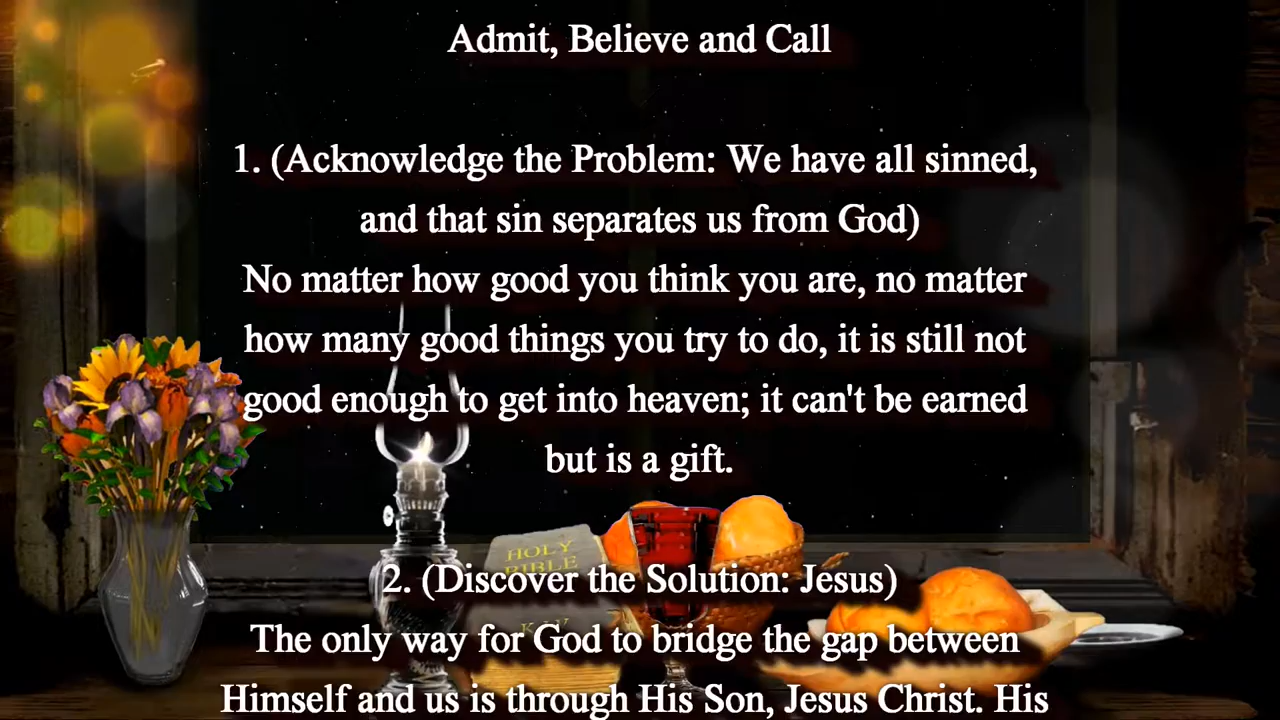 Admit, Believe and Call
1. (Acknowledge the Problem: We have all sinned,
and that sin separates us from God)
No matter how good you think you are, no matter
how many good things you try to do, it is still not
good enough to get into heaven; it can't be earned
but is a gift.
HOLY
BIBLE
2. (Discover the Solution: Jesus)
KJV
The only way for God to bridge the gap between
Himself and us is through His Son, Jesus Christ. His